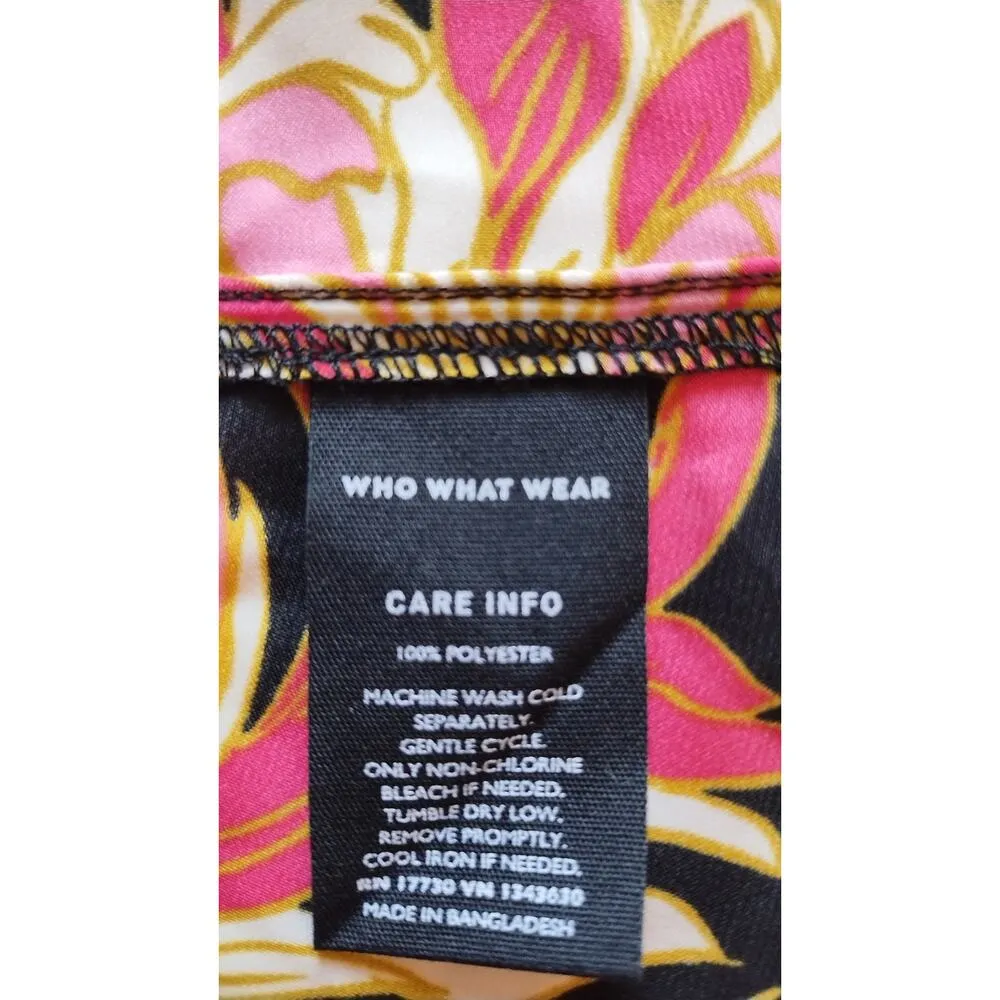 WHO WHAT WEAR
CARE INFO
100% POLYESTER
MACHINE WASH COLD
SEPARATELY.
GENTLE CYCLE.
ONLY NON-CHLORINE
BLEACH IF NEEDED.
TUMBLE DRY LOW.
REMOVE PROMPTLY.
COOL IRON IF NEEDED.
RN 17730 VN 1343630
MADE IN BANGLADESH